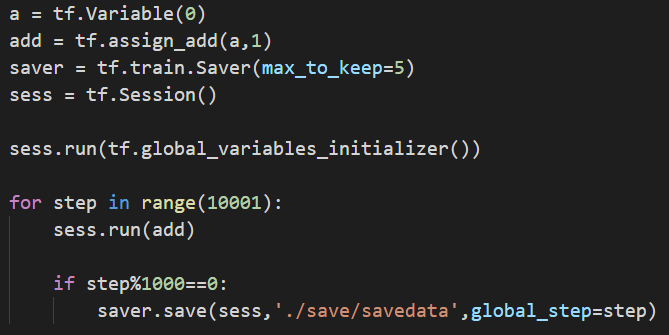 a = tf.Variable(0)
add = tf.assign_add(a,1)
saver = tf.train.Saver(max_to_keep=5)
sess = tf.Session()
sess.run(tf.global_variables_initializer())
for step in range(10001):
    sess.run(add)
    if step%1000==0:
        saver.save(sess,'./save/savedata',global_step=step)